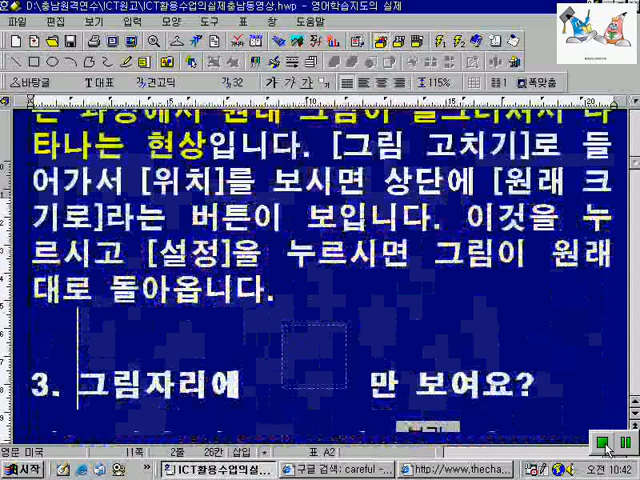 D:\충남원격연수\ICT원고\ICT활용수업의실제충남동영상.hwp - 영어학습지도의 실제
파일 편집 보기 입력 모양 도구 표 창 도움말
바탕글 대표 견고딕 32 가 가 가 115% 폭맞춤
타나는 현상입니다. [그림 고치기]로 들
어가서 [위치]를 보시면 상단에 [원래 크
기로]라는 버튼이 보입니다. 이것을 누
르시고 [설정]을 누르시면 그림이 원래
대로 돌아옵니다.
3. 그림자리에 만 보여요?
영문 미국 11쪽 2줄 26칸 삽입 표 A2
시작 ICT활용수업의실... 구글 검색: careful -... http://www.thecha... 오전 10:42